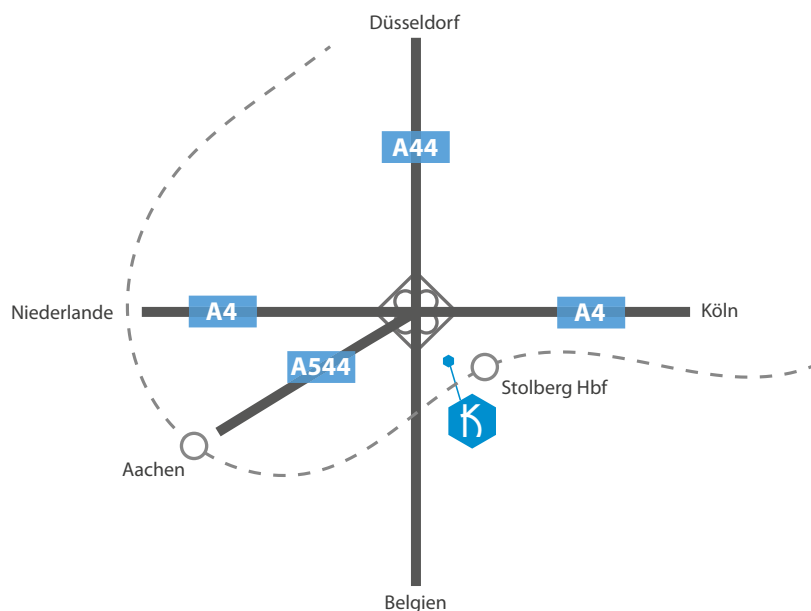 Düsseldorf
A44
Niederlande
A4
A4
Köln
A544
Stolberg Hbf
K
Aachen
Belgien